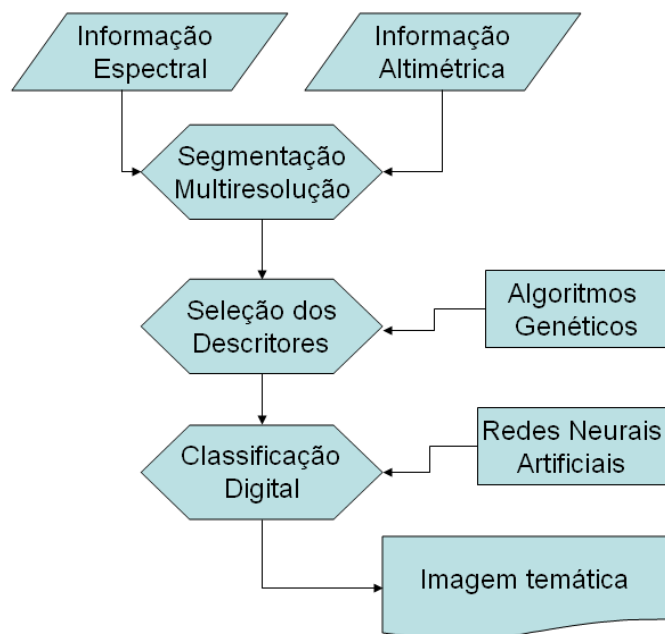 Informação
Espectral
Informação
Altimétrica
Segmentação
Multiresolução
Seleção dos
Descritores
Algoritmos
Genéticos
Classificação
Digital
Redes Neurais
Artificiais
Imagem temática